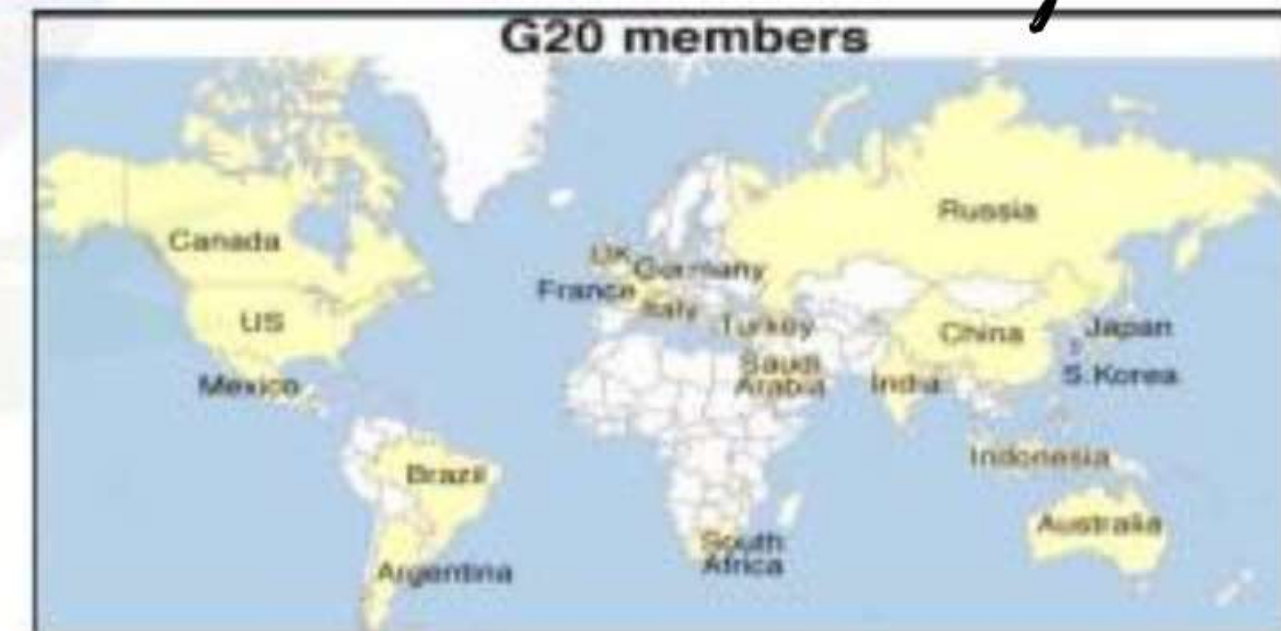 G20 members
Russia
Canada
UK
Germany
France
Italy
US
Turkey
China
Japan
Saudi
Arabia
Mexico
India
S.Korea
Indonesia
Brazil
Australia
South
Africa
Argentina